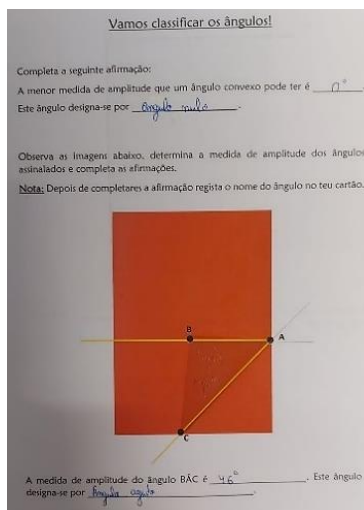 Vamos classificar os ângulos!
Completa a seguinte afirmação:
A menor medida de amplitude que um ângulo convexo pode ter é 0°.
Este ângulo designa-se por ângulo nulo.
Observa as imagens abaixo, determina a medida de amplitude dos ângulos
assinalados e completa as afirmações.
Nota: Depois de completares a afirmação regista o nome do ângulo no teu cartão.
B
A
C
A medida de amplitude do ângulo BÂC é 46°. Este ângulo
designa-se por ângulo agudo.